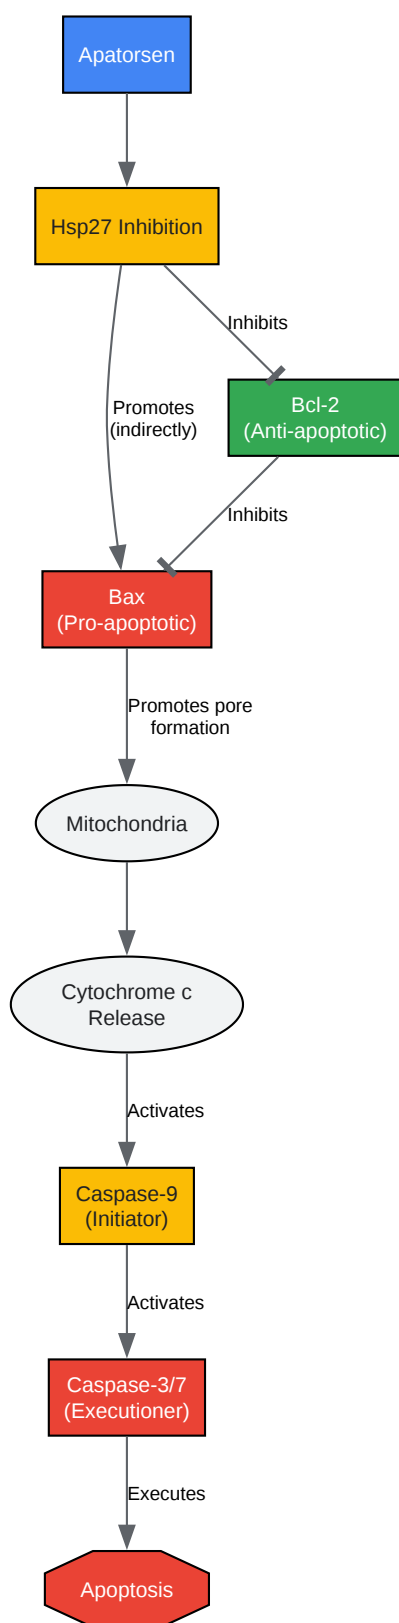 Apatorsen
Hsp27 Inhibition
Inhibits
Bcl-2
(Anti-apoptotic)
Promotes
(indirectly)
Inhibits
Bax
(Pro-apoptotic)
Promotes pore
formation
Mitochondria
Cytochrome c
Release
Activates
Caspase-9
(Initiator)
Activates
Caspase-3/7
(Executioner)
Executes
Apoptosis